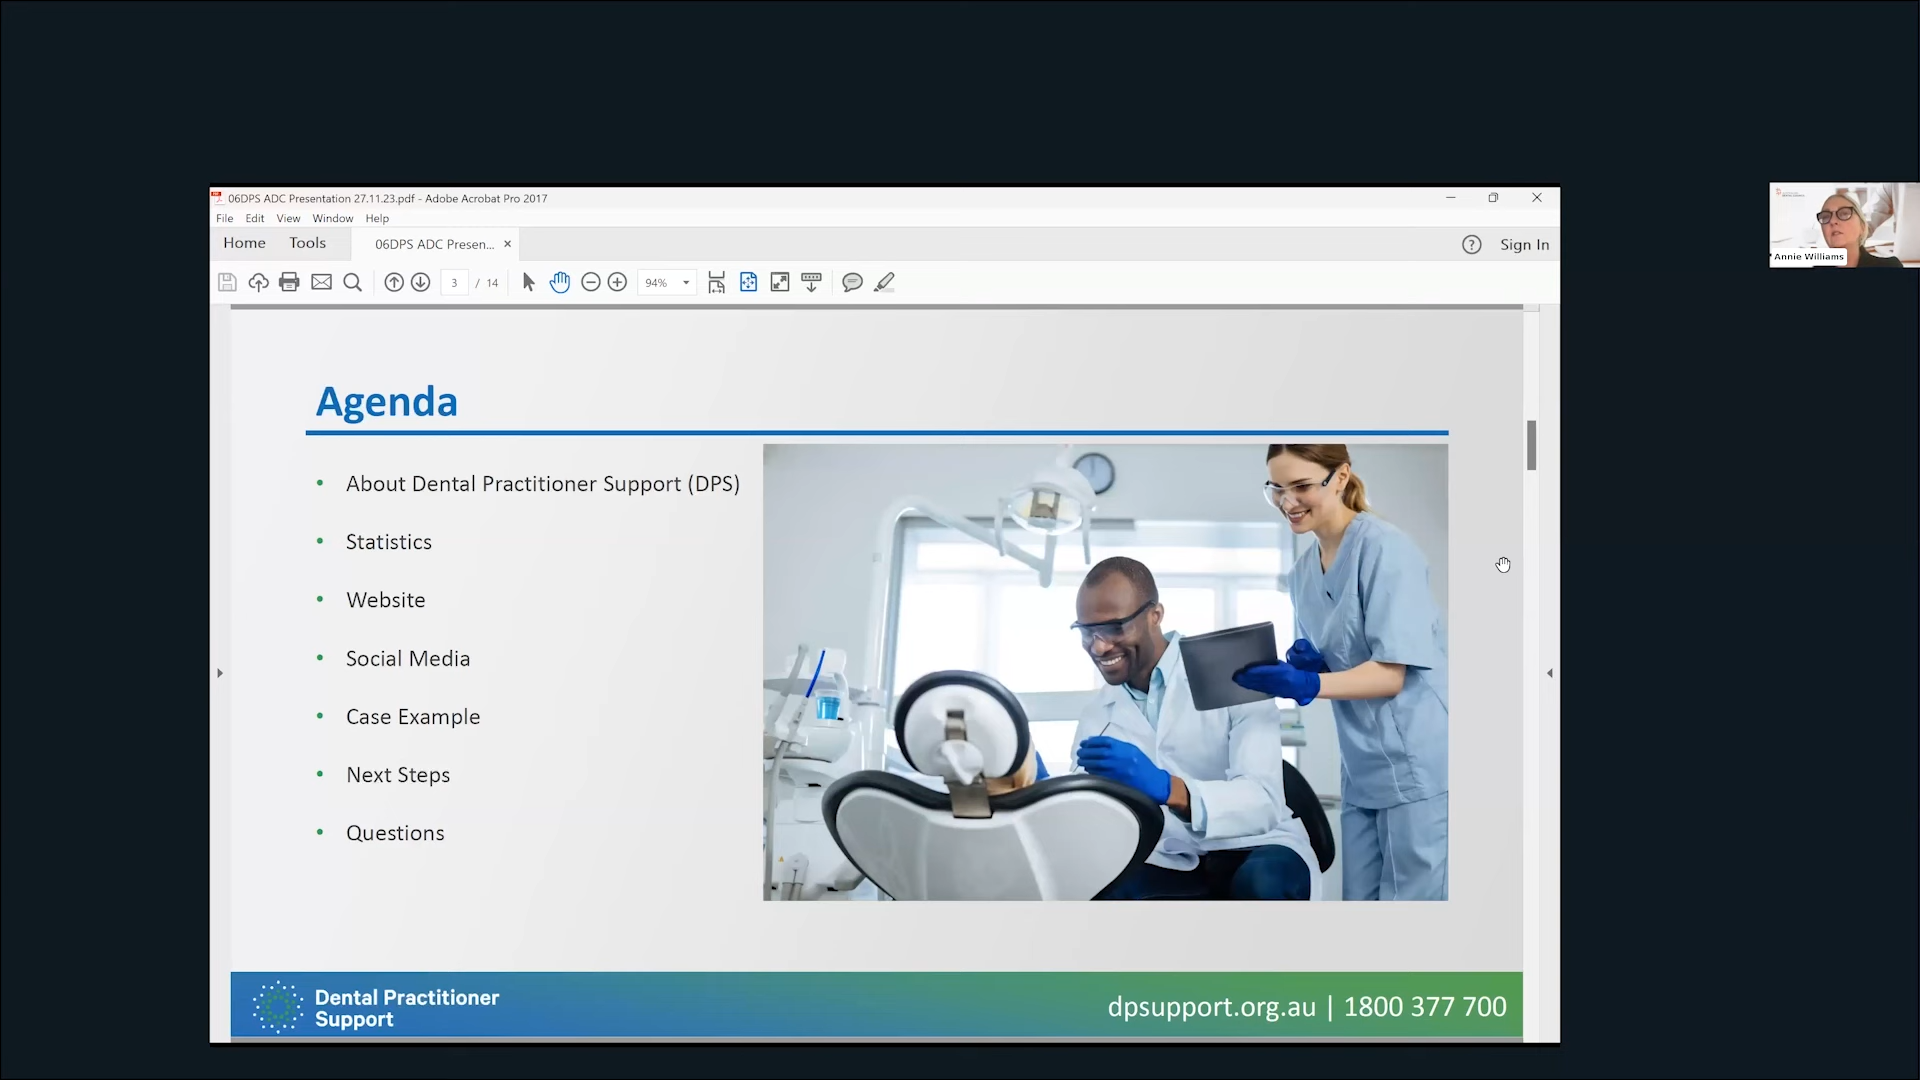 06DPS ADC Presentation 27.11.23.pdf - Adobe Acrobat Pro 2017
File Edit View Window Help
Home Tools 06DPS ADC Presen... Sign In
3 / 14 94%
Annie Williams
Agenda
• About Dental Practitioner Support (DPS)
• Statistics
• Website
• Social Media
• Case Example
• Next Steps
• Questions
Dental Practitioner
Support
dpsupport.org.au | 1800 377 700